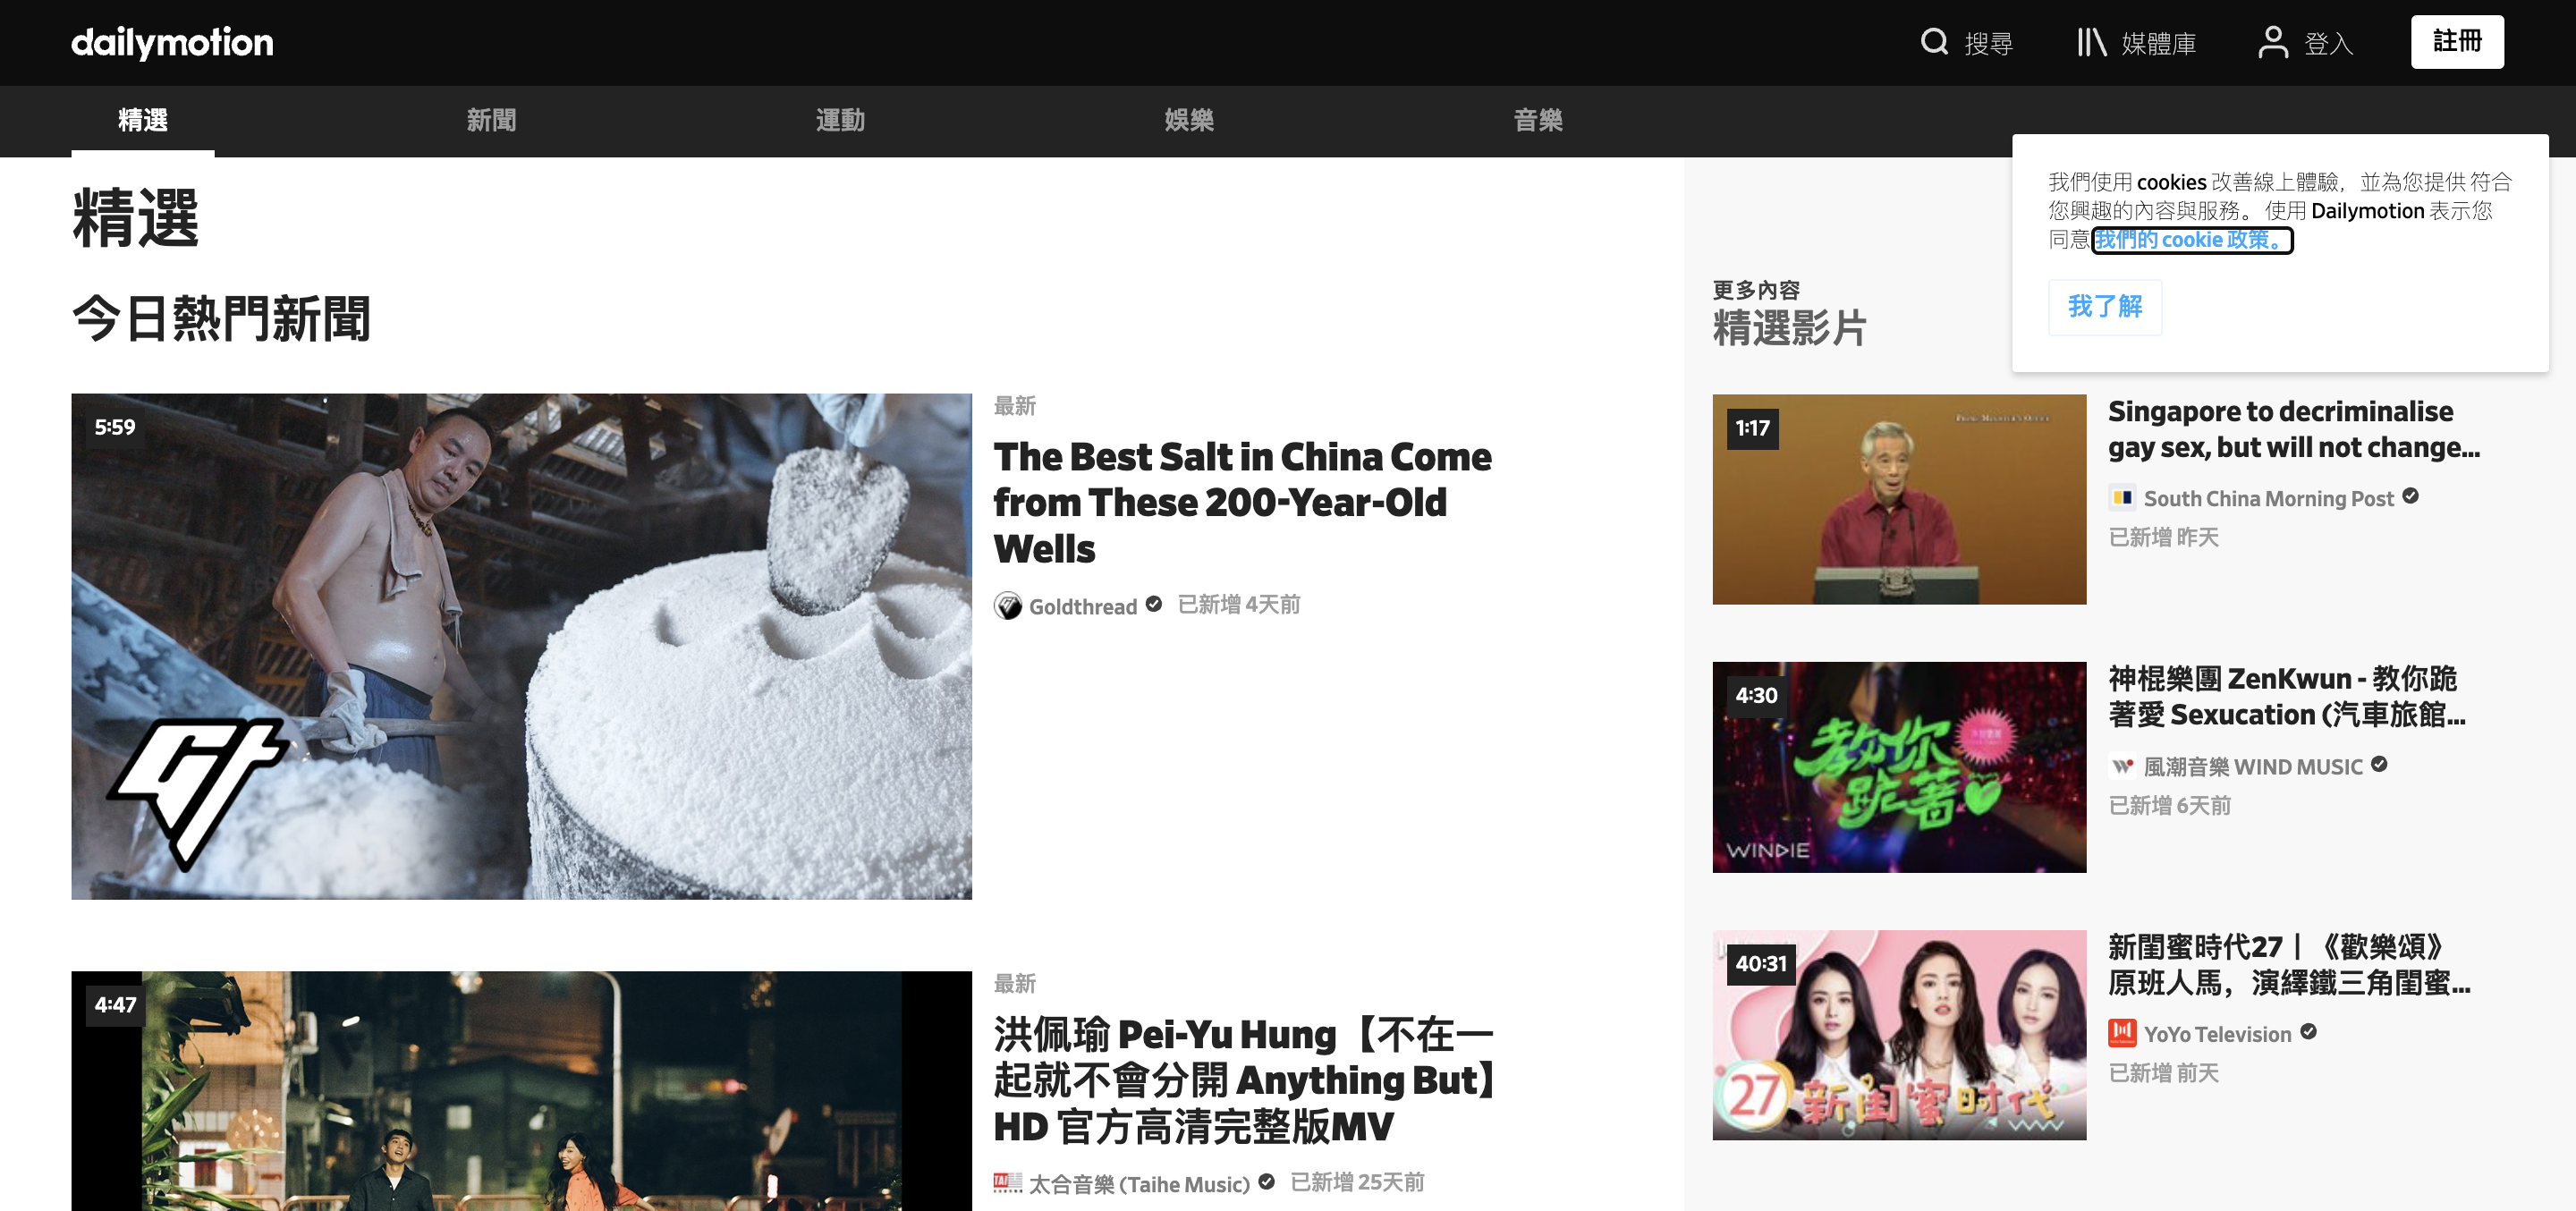 dailymotion
搜尋
媒體庫
登入
註冊
精選
新聞
運動
娛樂
音樂
我們使用 cookies 改善線上體驗，並為您提供 符合
您興趣的內容與服務。 使用 Dailymotion 表示您
同意 我們的 cookie 政策。
我了解
精選
今日熱門新聞
5:59
最新
The Best Salt in China Come
from These 200-Year-Old
Wells
Goldthread
已新增 4天前
4:47
最新
洪佩瑜 Pei-Yu Hung【不在一
起就不會分開 Anything But】
HD 官方高清完整版MV
太合音樂 (Taihe Music)
已新增 25天前
更多內容
精選影片
1:17
PRIME MINISTER'S OFFICE
Singapore to decriminalise
gay sex, but will not change...
South China Morning Post
已新增 昨天
4:30
教你
跪著
WINDIE
神棍樂團 ZenKwun - 教你跪
著愛 Sexucation (汽車旅館...
風潮音樂 WIND MUSIC
已新增 6天前
40:31
27 新闺蜜时代
新閨蜜時代27｜《歡樂頌》
原班人馬，演繹鐵三角閨蜜...
YoYo Television
已新增 前天